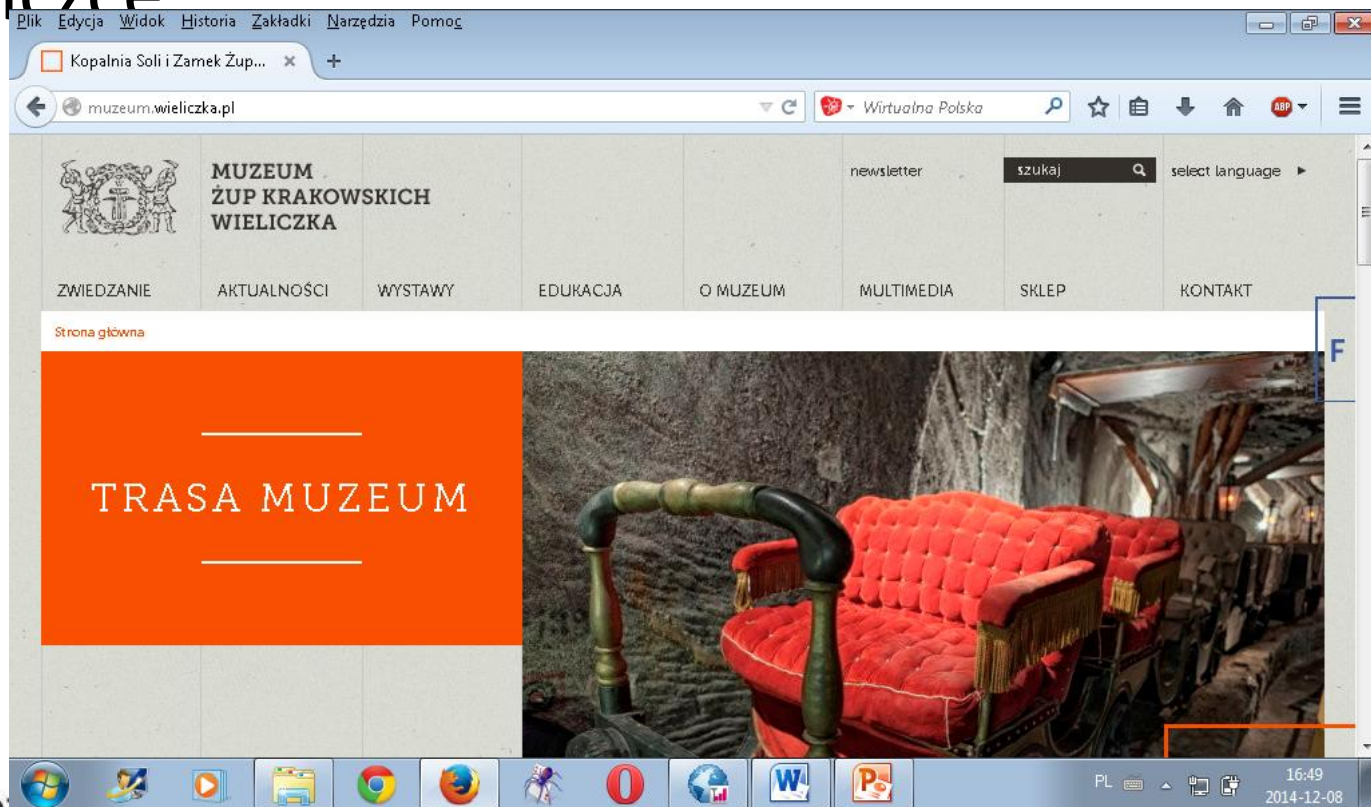 Plik Edycja Widok Historia Zakładki Narzędzia Pomoc
Kopalnia Soli i Zamek Żup...
muzeum.wieliczka.pl
Wirtualna Polska
ABP
MUZEUM
ŻUP KRAKOWSKICH
WIELICZKA
newsletter
szukaj
select language
ZWIEDZANIE AKTUALNOŚCI WYSTAWY EDUKACJA O MUZEUM MULTIMEDIA SKLEP KONTAKT
Strona główna
F
TRASA MUZEUM
PL
16:49
2014-12-08